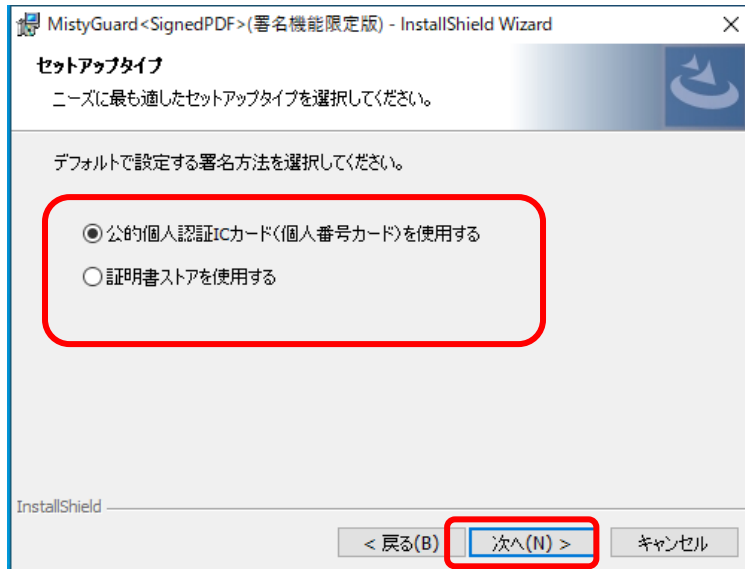 MistyGuard<SignedPDF>(署名機能限定版) - InstallShield Wizard
セットアップタイプ
ニーズに最も適したセットアップタイプを選択してください。
デフォルトで設定する署名方法を選択してください。
公的個人認証ICカード(個人番号カード)を使用する
証明書ストアを使用する
InstallShield
< 戻る(B) 次へ(N) > キャンセル